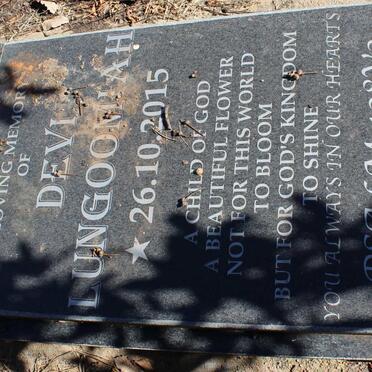 LOVING MEMORY
OF
DEVI
LUNGOOMIAH
★ 26.10.2015
A CHILD OF GOD
A BEAUTIFUL FLOWER
NOT FOR THIS WORLD
TO BLOOM
BUT FOR GOD'S KINGDOM
TO SHINE
YOU ALWAYS IN OUR HEARTS